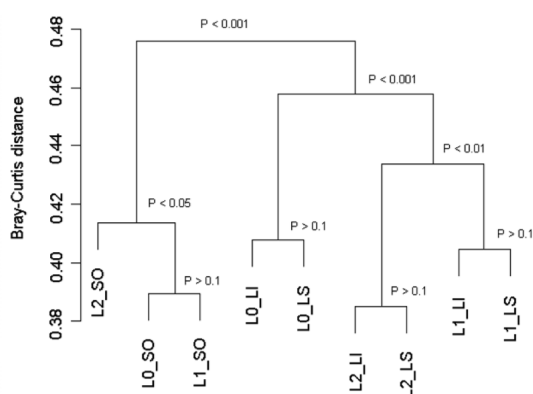 P < 0.001
0.48
P < 0.001
0.46
P < 0.01
0.44
Bray-Curtis distance
P < 0.05
0.42
P > 0.1
P > 0.1
0.40
P > 0.1
P > 0.1
0.38
L2_SO
L0_SO
L1_SO
L0_LI
L0_LS
L2_LI
L2_LS
L1_LI
L1_LS